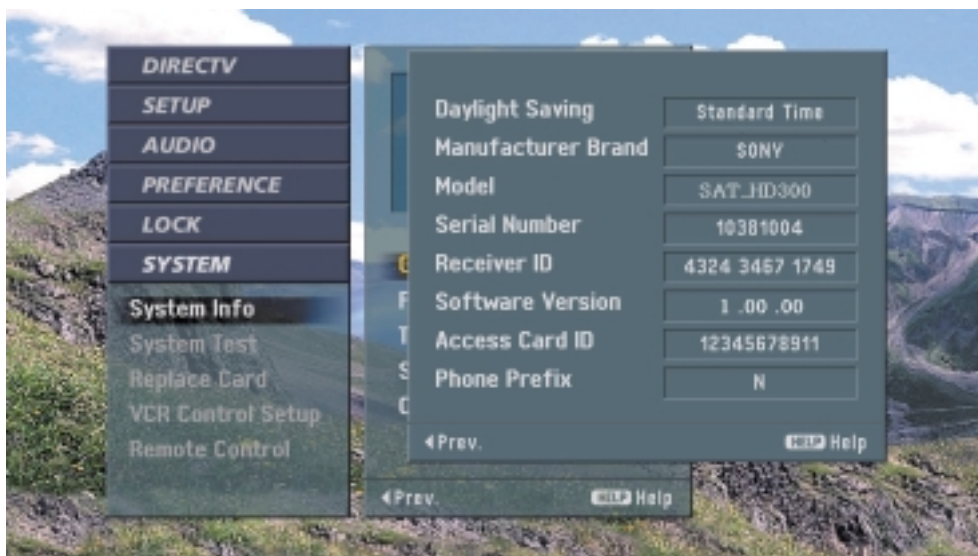 DIRECTV
SETUP
AUDIO
PREFERENCE
LOCK
SYSTEM
System Info
System Test
Replace Card
VCR Control Setup
Remote Control
Daylight Saving Standard Time
Manufacturer Brand SONY
Model SAT_HD300
Serial Number 10381004
Receiver ID 4324 3467 1749
Software Version 1 .00 .00
Access Card ID 12345678911
Phone Prefix N
Prev. HELP Help
Prev. HELP Help